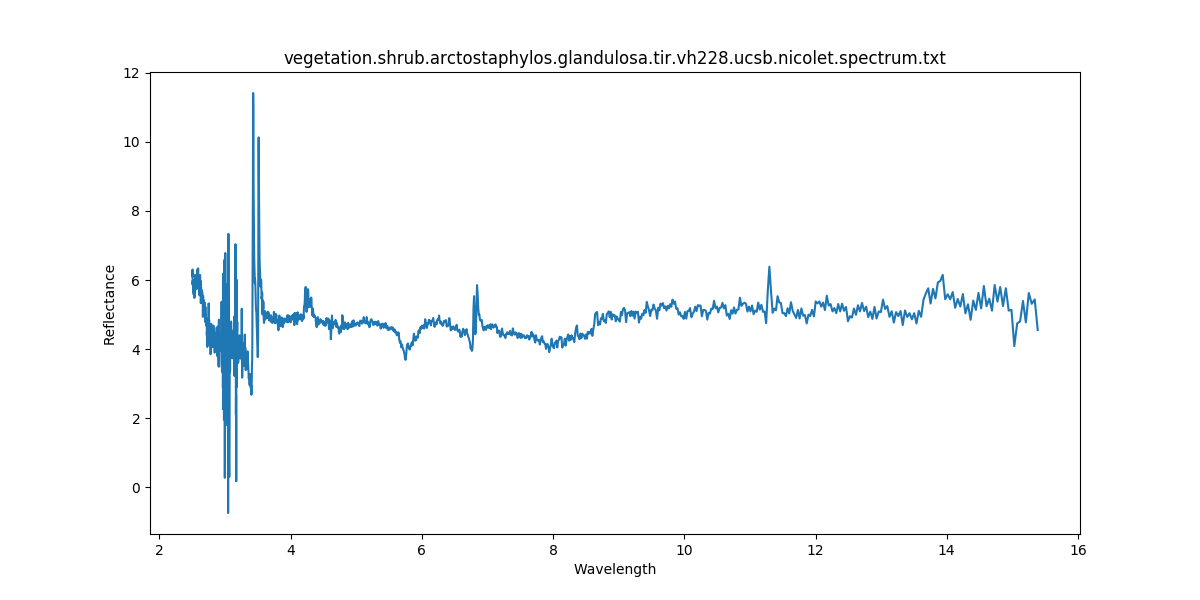 vegetation.shrub.arctostaphylos.glandulosa.tir.vh228.ucsb.nicolet.spectrum.txt
12
10
8
6
4
2
0
Reflectance
2 4 6 8 10 12 14 16
Wavelength